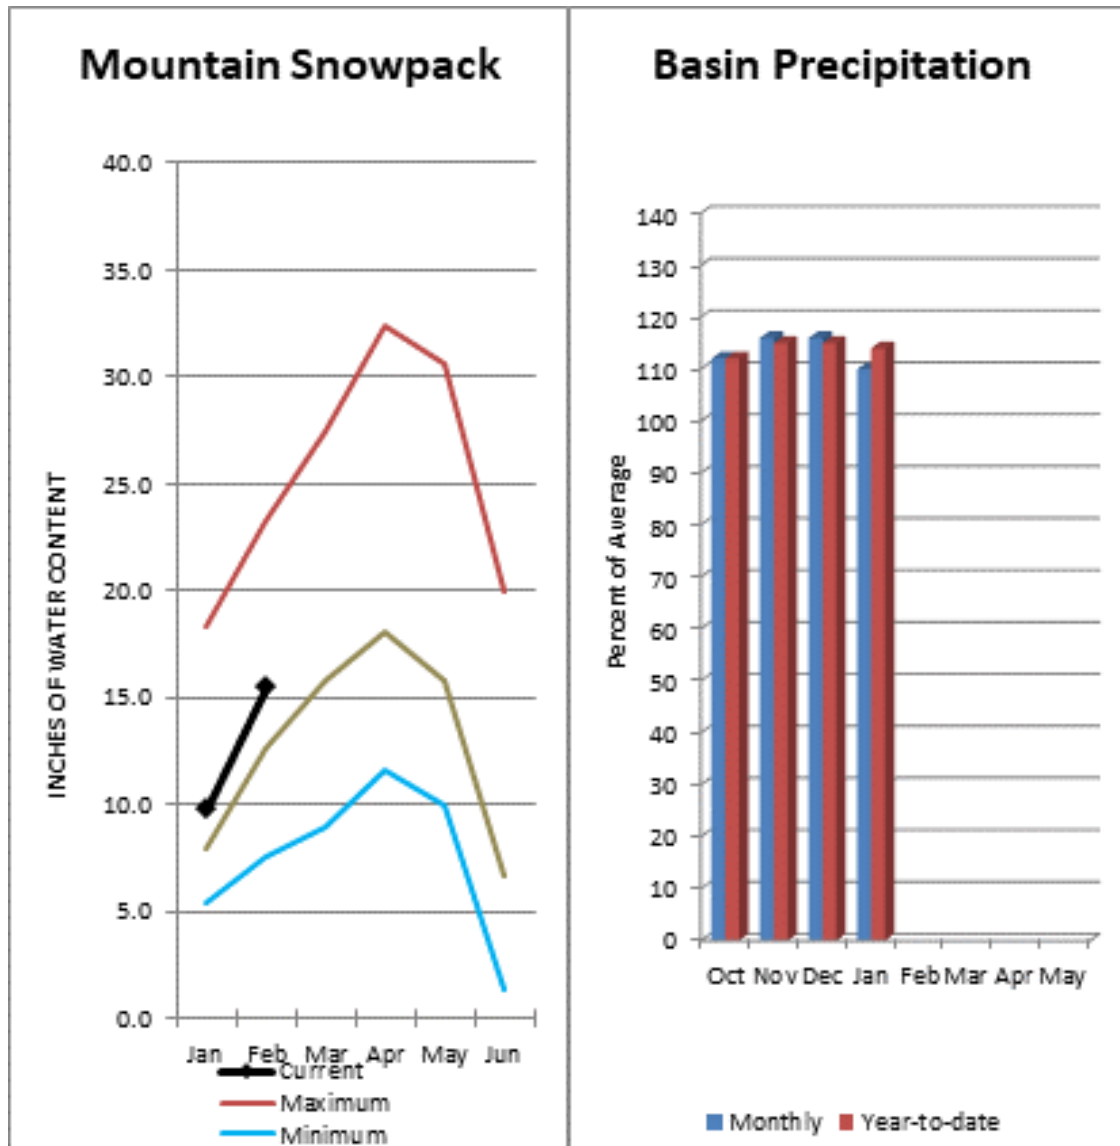 Mountain Snowpack
40.0
35.0
30.0
25.0
20.0
15.0
10.0
5.0
0.0
INCHES OF WATER CONTENT
Jan Feb Mar Apr May Jun
Current
Maximum
Minimum
Basin Precipitation
140
130
120
110
100
90
80
70
60
50
40
30
20
10
0
Percent of Average
Oct Nov Dec Jan Feb Mar Apr May
Monthly Year-to-date